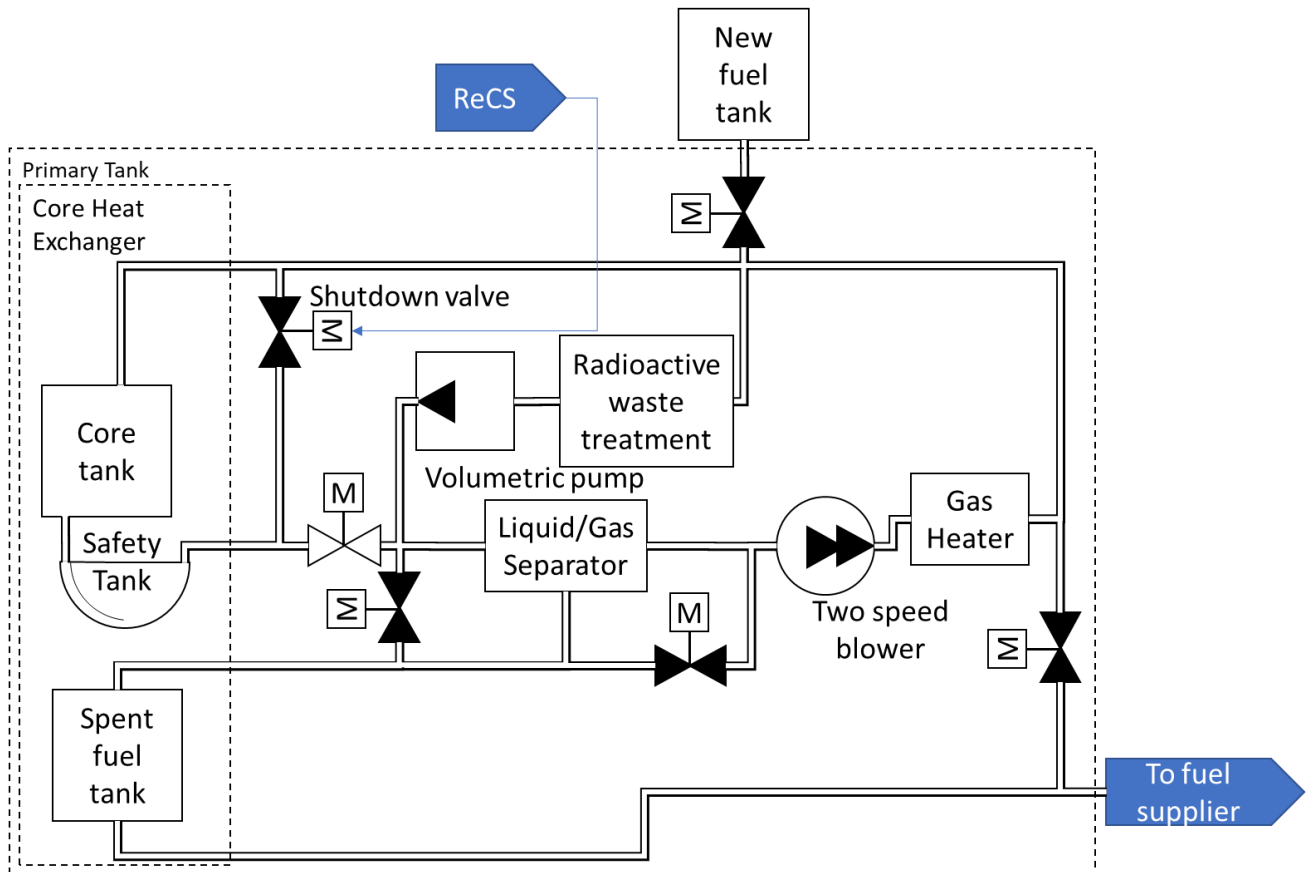 New
fuel
tank
ReCS
Primary Tank
Core Heat
Exchanger
M
Shutdown valve
M
Radioactive
waste
treatment
Core
tank
Volumetric pump
M
Liquid/Gas
Separator
Gas
Heater
Safety
Tank
M
M
Two speed
blower
M
Spent
fuel
tank
To fuel
supplier